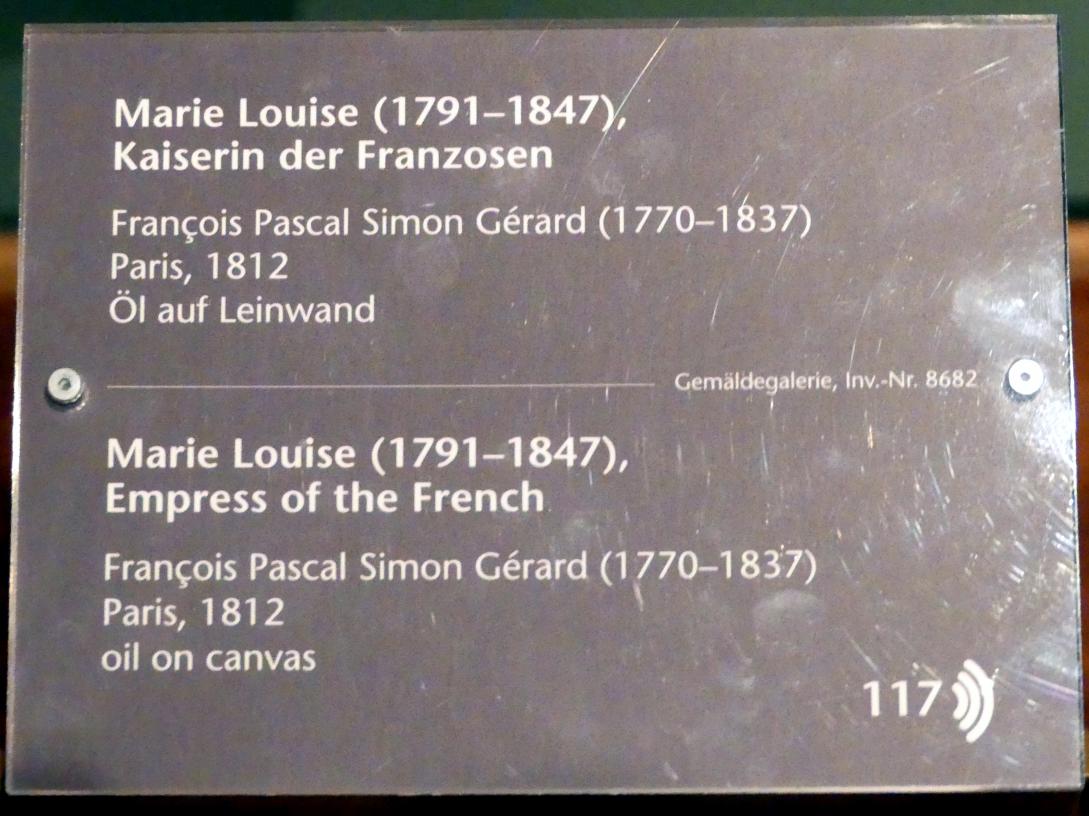 Marie Louise (1791–1847),
Kaiserin der Franzosen
François Pascal Simon Gérard (1770–1837)
Paris, 1812
Öl auf Leinwand
Gemäldegalerie, Inv.-Nr. 8682
Marie Louise (1791–1847),
Empress of the French
François Pascal Simon Gérard (1770–1837)
Paris, 1812
oil on canvas
117